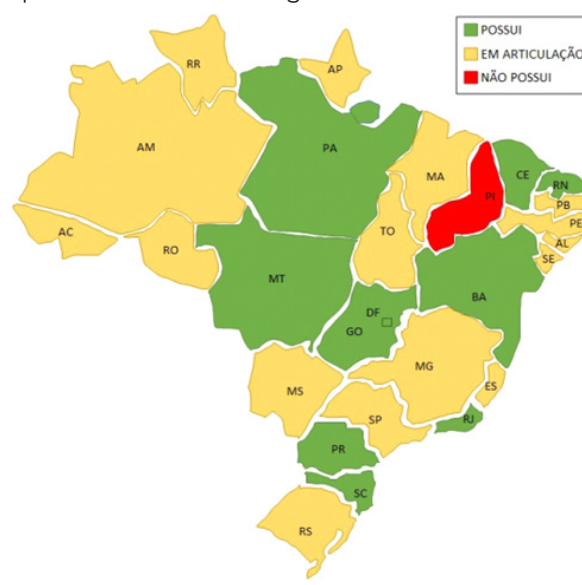 POSSUI
EM ARTICULAÇÃO
NÃO POSSUI
RR
AP
AM
PA
MA
CE
RN
PI
PB
PE
AC
RO
TO
AL
SE
MT
BA
DF
GO
MG
MS
ES
SP
RJ
PR
SC
RS